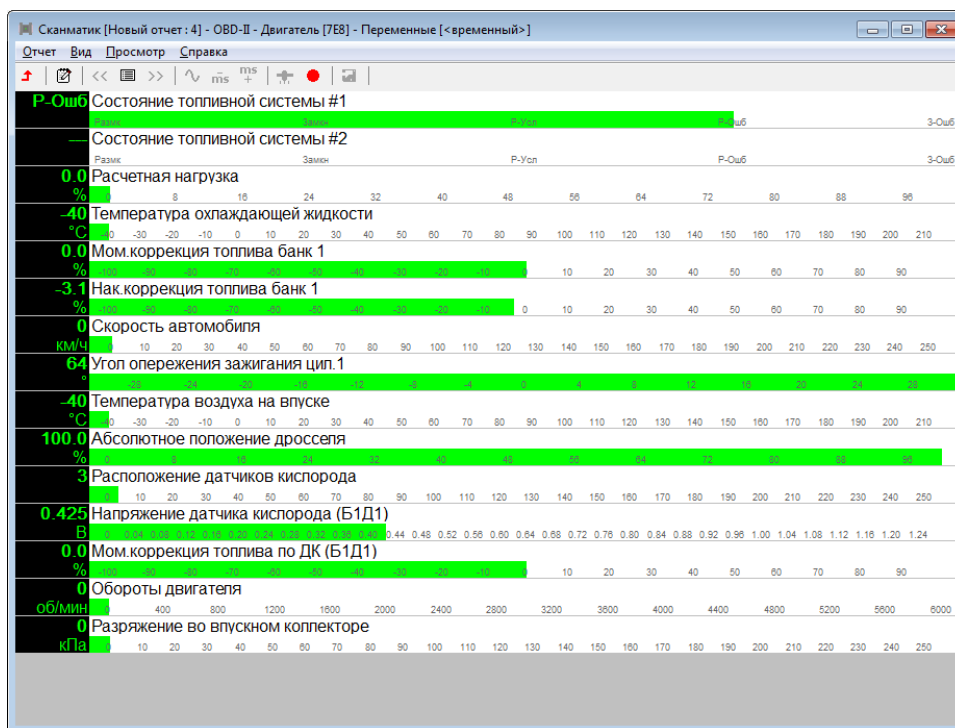 Сканматик [Новый отчет : 4] - OBD-II - Двигатель [7E8] - Переменные [<временный>]
Отчет Вид Просмотр Справка
<< >> ms ms +
Р-Ошб Состояние топливной системы #1
Размк Замкн Р-Усл Р-Ошб З-Ошб
--- Состояние топливной системы #2
Размк Замкн Р-Усл Р-Ошб З-Ошб
0.0 Расчетная нагрузка
% 0 8 16 24 32 40 48 56 64 72 80 88 96
-40 Температура охлаждающей жидкости
°C -40 -30 -20 -10 0 10 20 30 40 50 60 70 80 90 100 110 120 130 140 150 160 170 180 190 200 210
0.0 Мом.коррекция топлива банк 1
% -100 -90 -80 -70 -60 -50 -40 -30 -20 -10 0 10 20 30 40 50 60 70 80 90
-3.1 Нак.коррекция топлива банк 1
% -100 -90 -80 -70 -60 -50 -40 -30 -20 -10 0 10 20 30 40 50 60 70 80 90
0 Скорость автомобиля
км/ч 0 10 20 30 40 50 60 70 80 90 100 110 120 130 140 150 160 170 180 190 200 210 220 230 240 250
64 Угол опережения зажигания цил.1
° -28 -24 -20 -16 -12 -8 -4 0 4 8 12 16 20 24 28
-40 Температура воздуха на впуске
°C -40 -30 -20 -10 0 10 20 30 40 50 60 70 80 90 100 110 120 130 140 150 160 170 180 190 200 210
100.0 Абсолютное положение дросселя
% 0 8 16 24 32 40 48 56 64 72 80 88 96
3 Расположение датчиков кислорода
0 10 20 30 40 50 60 70 80 90 100 110 120 130 140 150 160 170 180 190 200 210 220 230 240 250
0.425 Напряжение датчика кислорода (Б1Д1)
В 0 0.04 0.08 0.12 0.16 0.20 0.24 0.28 0.32 0.36 0.40 0.44 0.48 0.52 0.56 0.60 0.64 0.68 0.72 0.76 0.80 0.84 0.88 0.92 0.96 1.00 1.04 1.08 1.12 1.16 1.20 1.24
0.0 Мом.коррекция топлива по ДК (Б1Д1)
% -100 -90 -80 -70 -60 -50 -40 -30 -20 -10 0 10 20 30 40 50 60 70 80 90
0 Обороты двигателя
об/мин 0 400 800 1200 1600 2000 2400 2800 3200 3600 4000 4400 4800 5200 5600 6000
0 Разряжение во впускном коллекторе
кПа 0 10 20 30 40 50 60 70 80 90 100 110 120 130 140 150 160 170 180 190 200 210 220 230 240 250